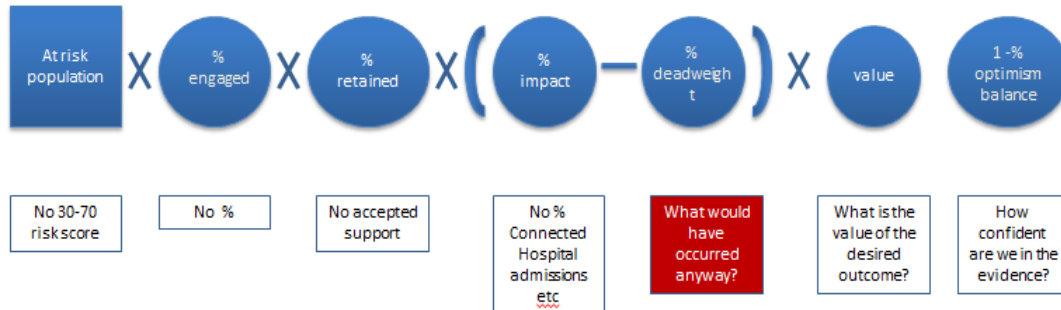 At risk
population
X
%
engaged
X
%
retained
X
(
%
impact
—
%
deadweigh
t
)
X
value
1 -%
optimism
balance
No 30-70
risk score
No %
No accepted
support
No %
Connected
Hospital
admissions
etc
What would
have
occurred
anyway?
What is the
value of the
desired
outcome?
How
confident
are we in the
evidence?